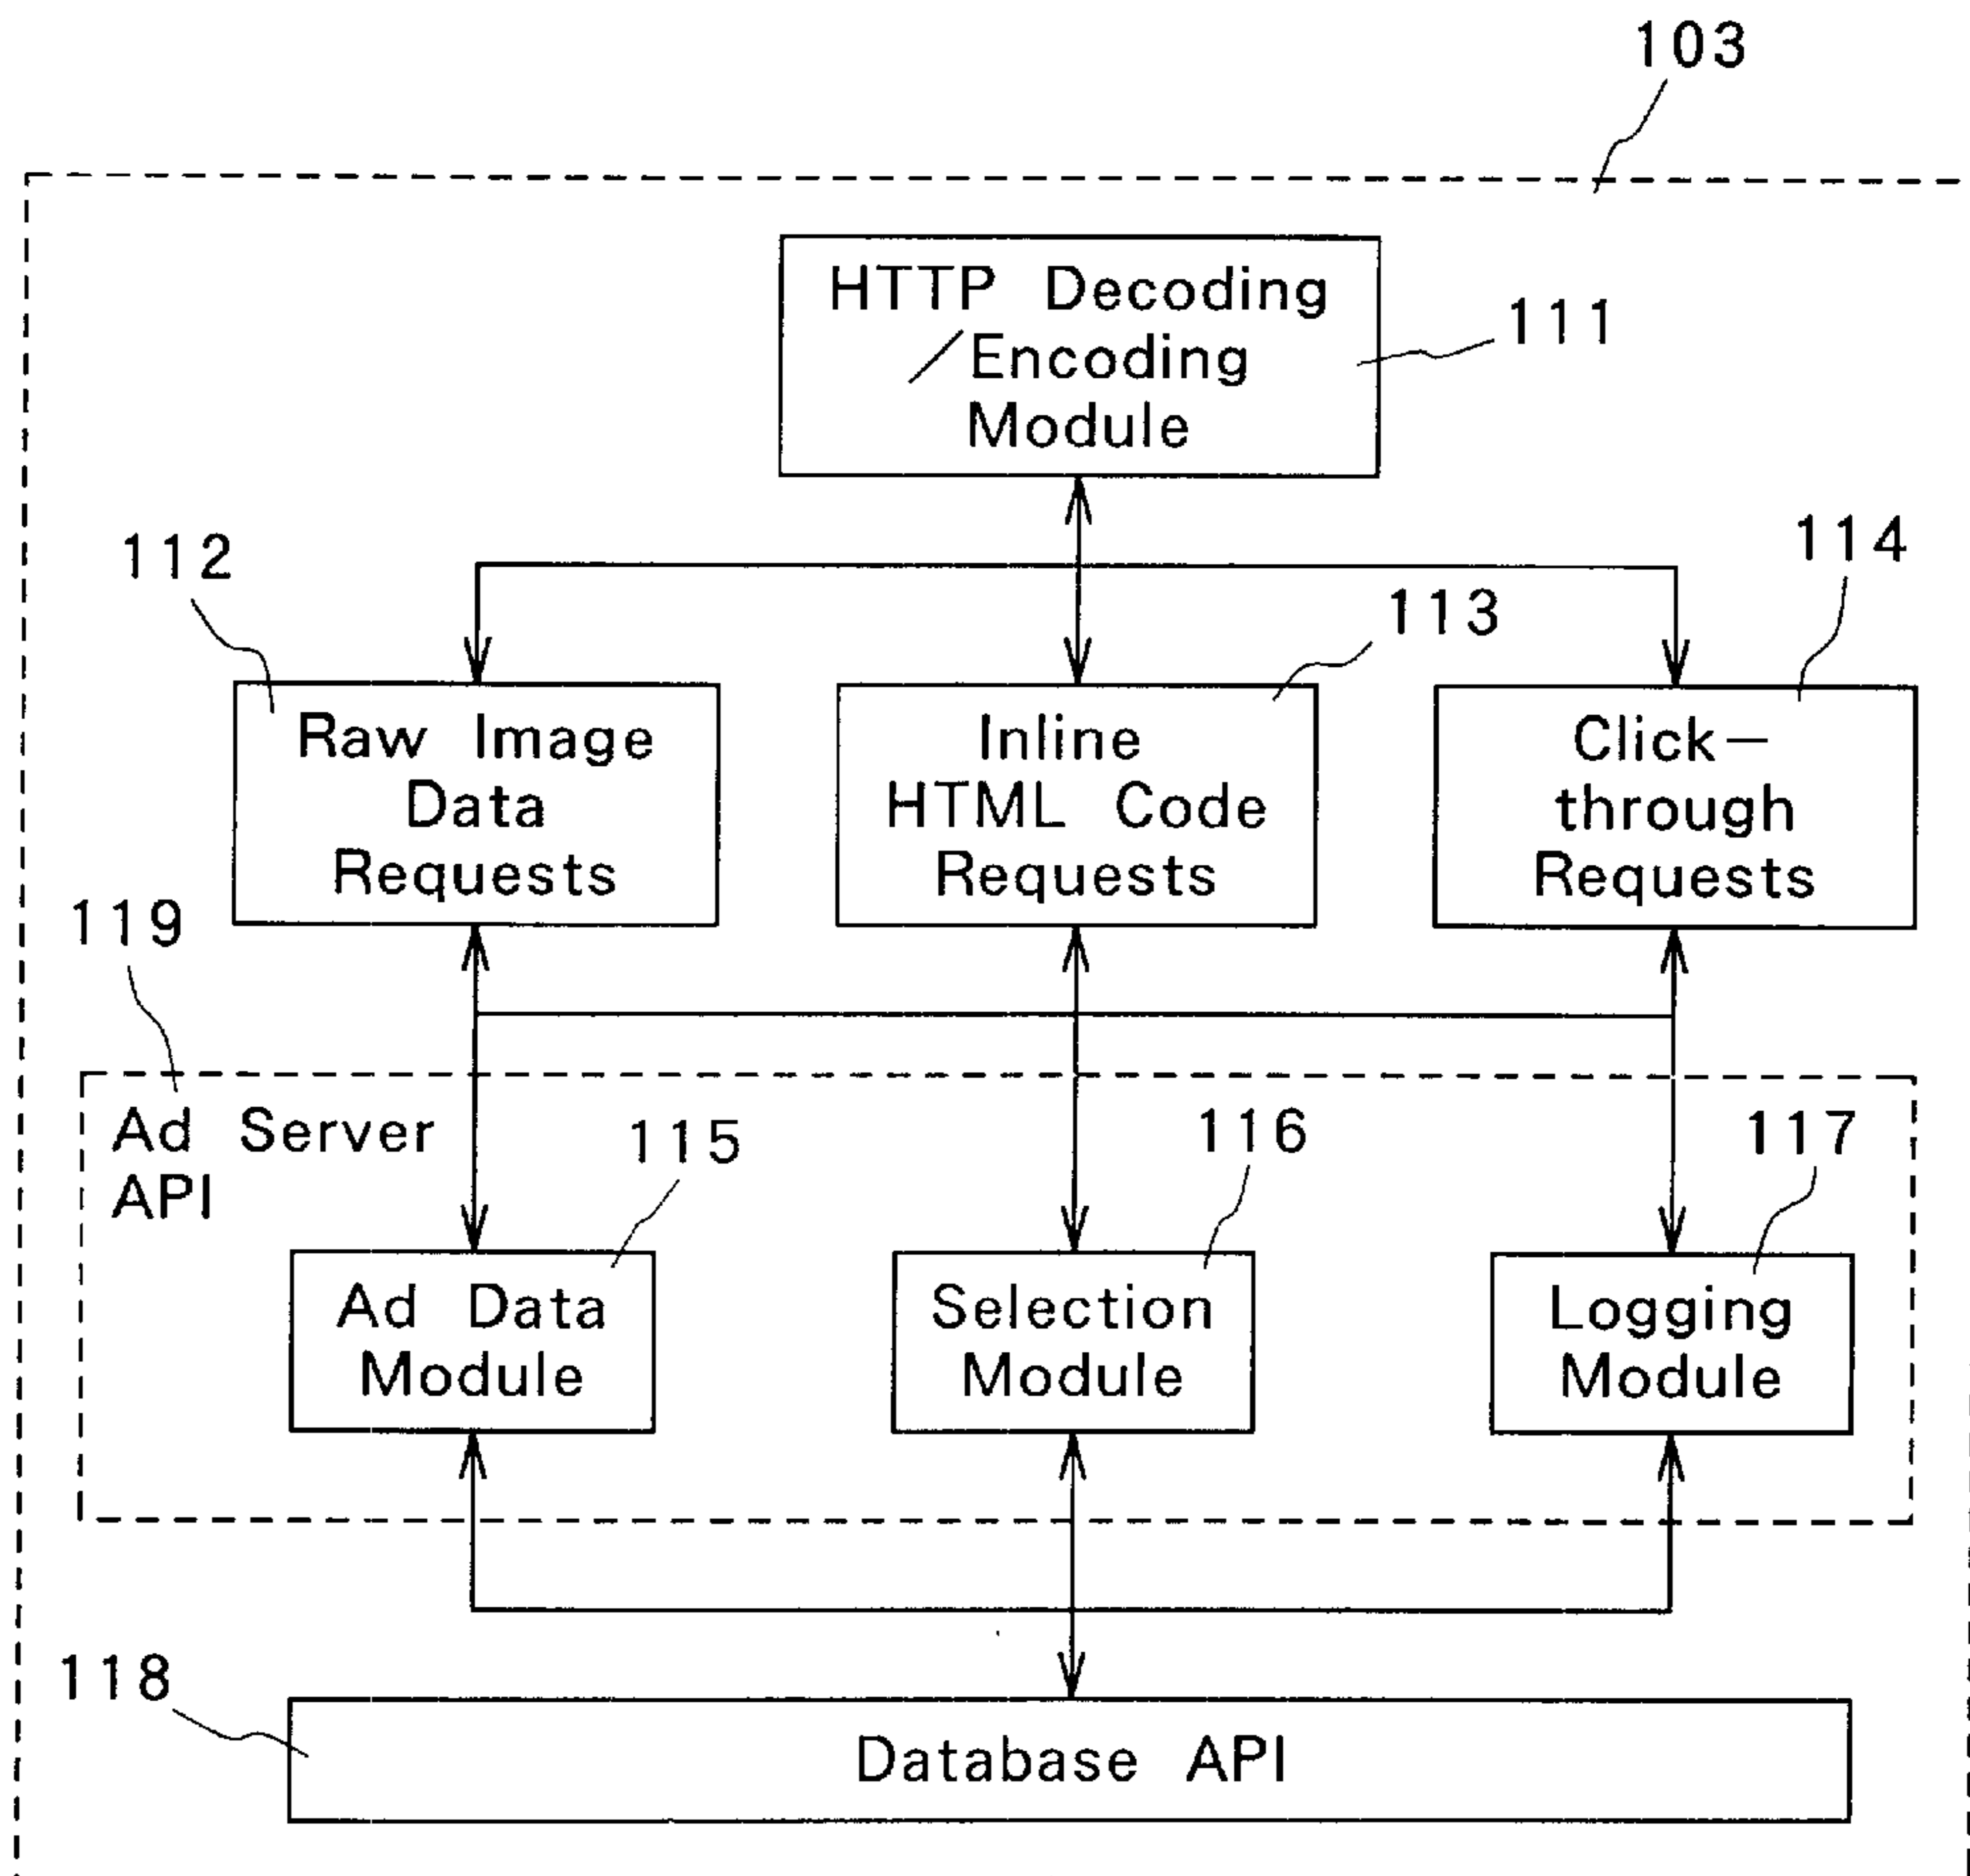 103
HTTP Decoding
／Encoding
Module
111
112
114
113
Raw Image
Data
Requests
Inline
HTML Code
Requests
Click—
through
Requests
119
Ad Server
API
115
116
117
Ad Data
Module
Selection
Module
Logging
Module
118
Database API